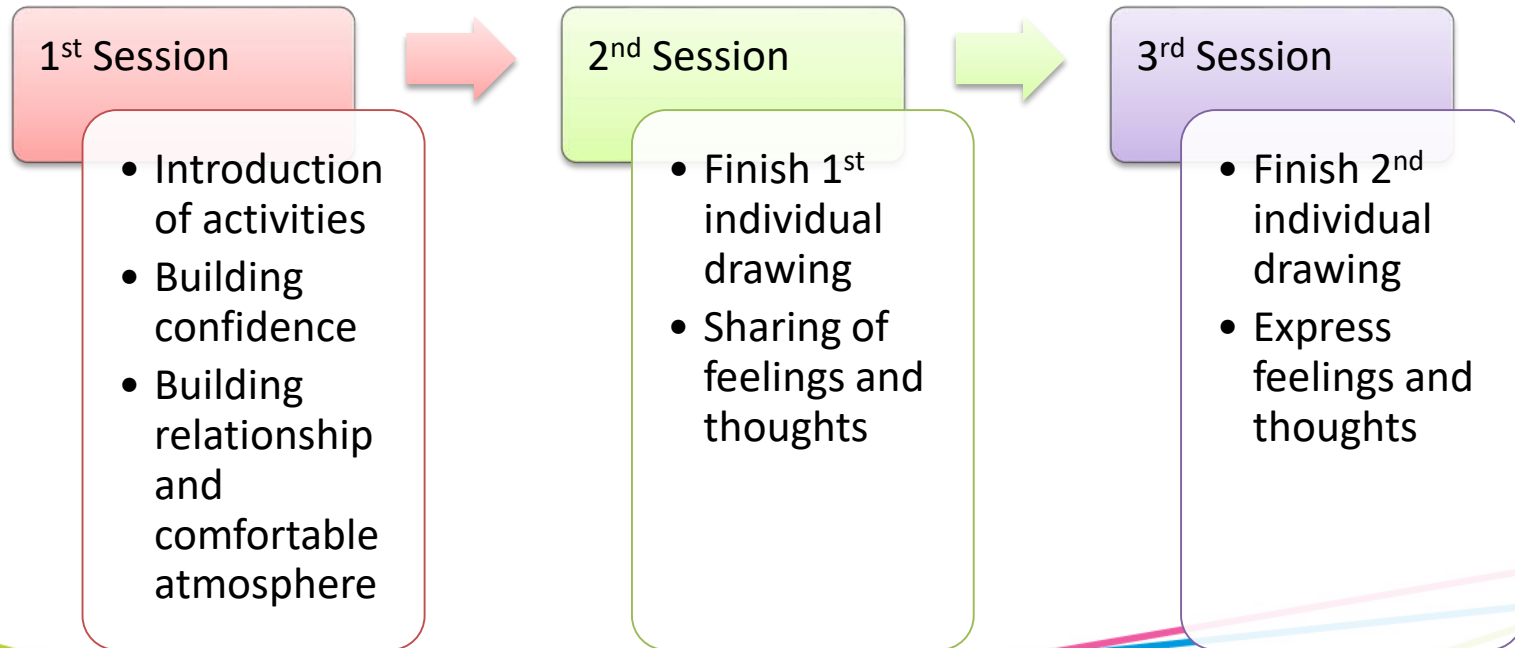 1st Session
• Introduction
of activities
• Building
confidence
• Building
relationship
and
comfortable
atmosphere
2nd Session
• Finish 1st
individual
drawing
• Sharing of
feelings and
thoughts
3rd Session
• Finish 2nd
individual
drawing
• Express
feelings and
thoughts